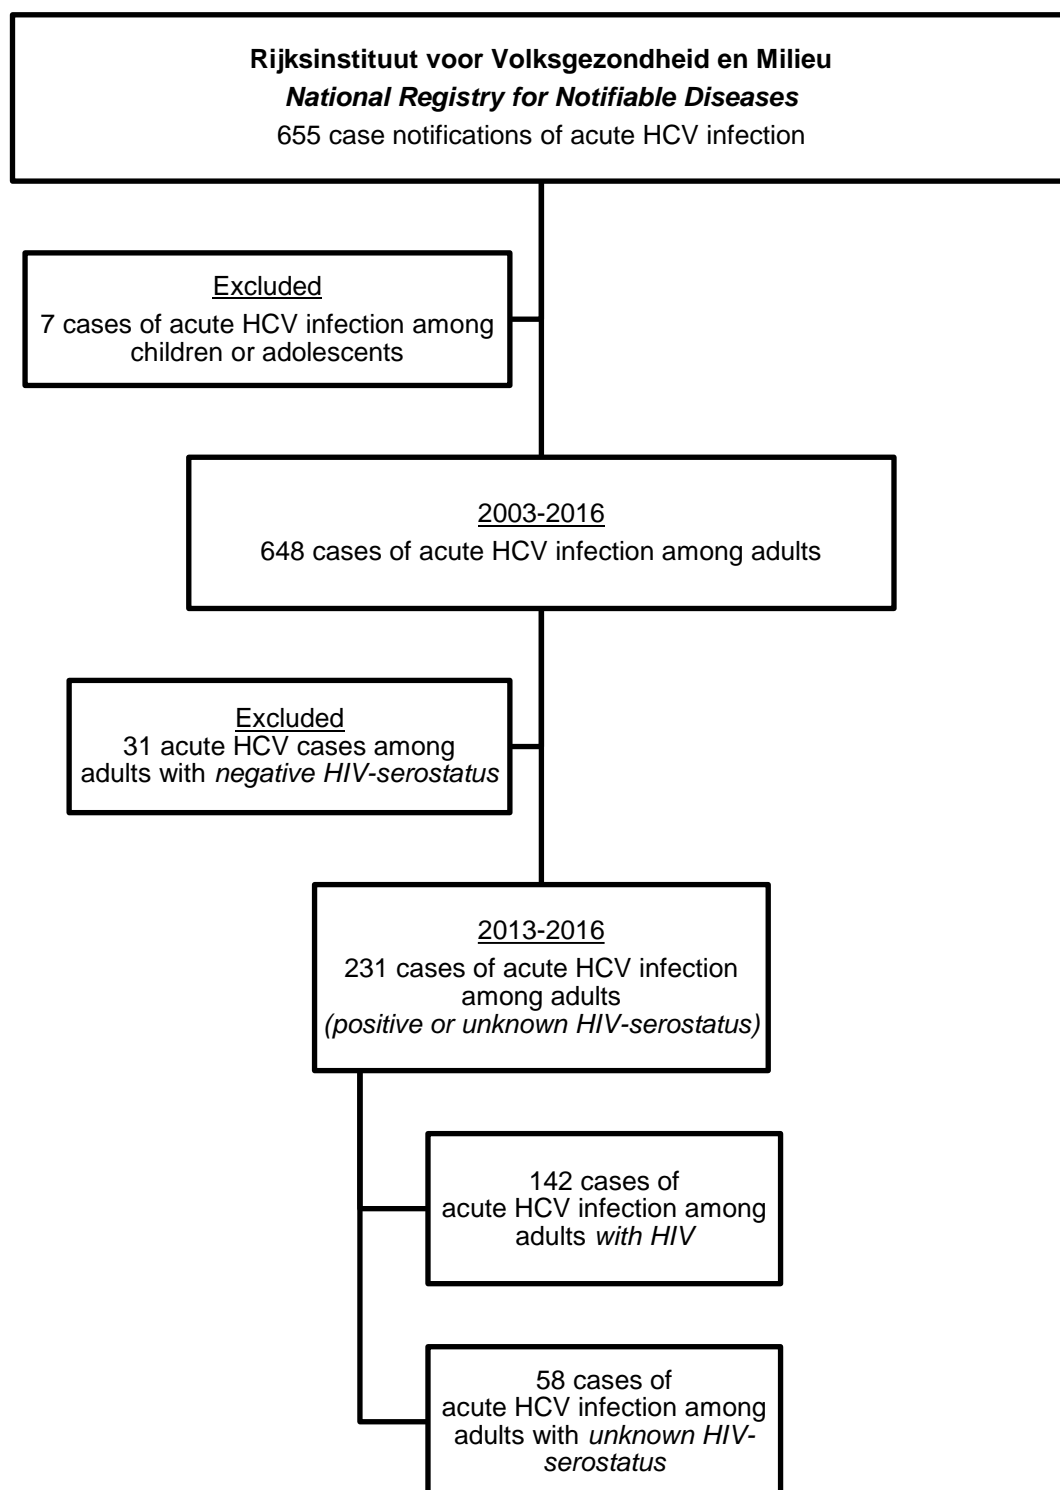 Rijksinstituut voor Volksgezondheid en Milieu
National Registry for Notifiable Diseases
655 case notifications of acute HCV infection
Excluded
7 cases of acute HCV infection among
children or adolescents
2003-2016
648 cases of acute HCV infection among adults
Excluded
31 acute HCV cases among
adults with negative HIV-serostatus
2013-2016
231 cases of acute HCV infection
among adults
(positive or unknown HIV-serostatus)
142 cases of
acute HCV infection among
adults with HIV
58 cases of
acute HCV infection among
adults with unknown HIV-
serostatus